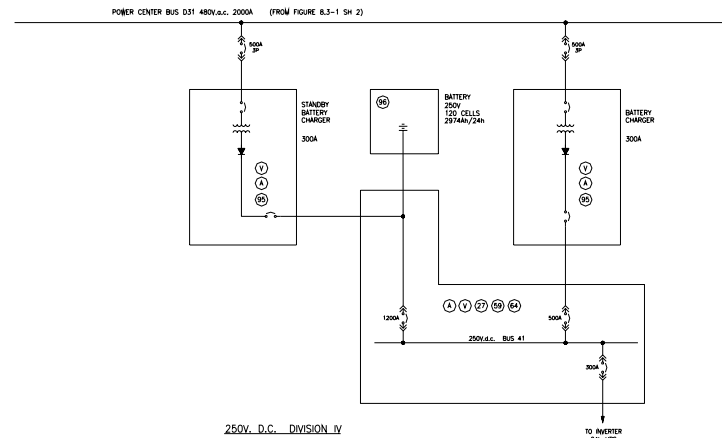 POWER CENTER BUS D31 480V.a.c. 2000A (FROM FIGURE 8.3-1 SH 2)
500A
3P
500A
3P
STANDBY
BATTERY
CHARGER
300A
96
BATTERY
250V
120 CELLS
2974Ah/24h
BATTERY
CHARGER
300A
V
A
95
V
A
95
A V 27 59 64
1200A
500A
250V.d.c. BUS 41
300A
250V. D.C. DIVISION IV
TO INVERTER